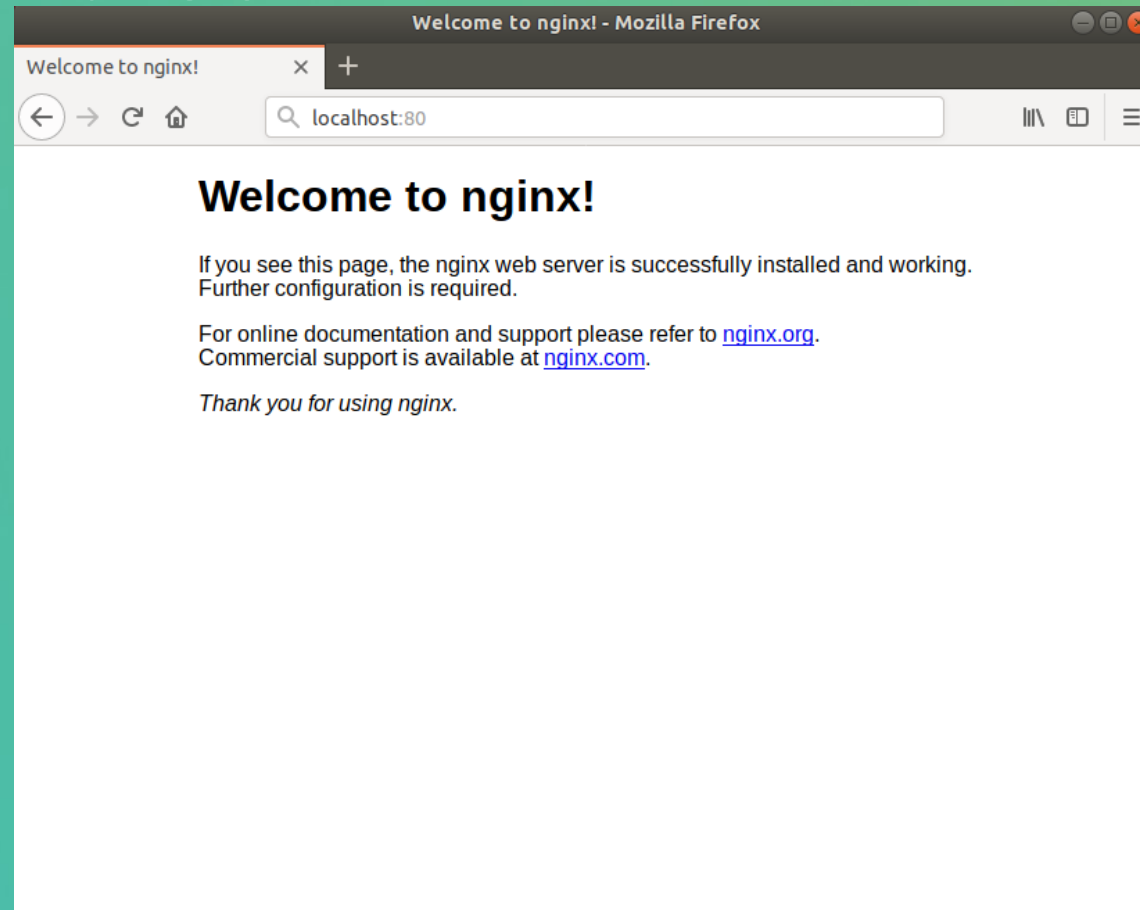 Welcome to nginx! - Mozilla Firefox
Welcome to nginx!
localhost:80
Welcome to nginx!
If you see this page, the nginx web server is successfully installed and working.
Further configuration is required.
For online documentation and support please refer to nginx.org.
Commercial support is available at nginx.com.
Thank you for using nginx.